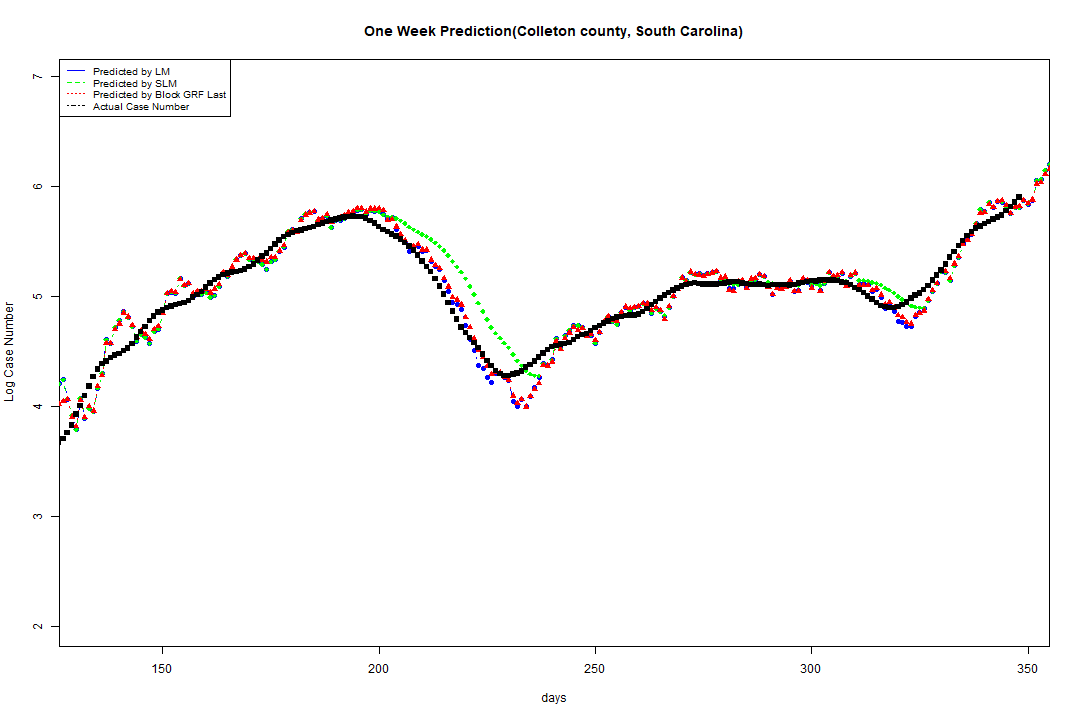 One Week Prediction(Colleton county, South Carolina)
Predicted by LM
Predicted by SLM
Predicted by Block GRF Last
Actual Case Number
7
6
5
4
3
2
Log Case Number
150 200 250 300 350
days